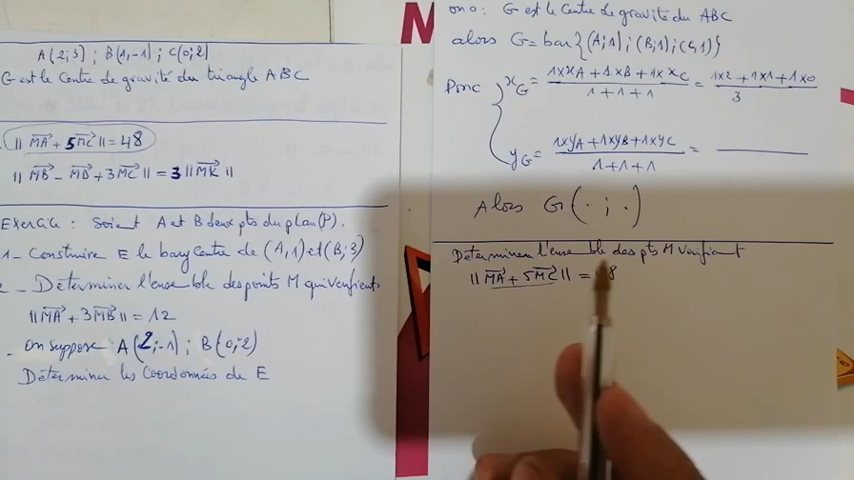 A(2;3) ; B(1,-1) ; C(0;2)
G est le Centre de gravité du triangle ABC
|| MA + 5MC || = 48
|| MB - MD + 3MC || = 3 || MK ||
Exercice : Soient A et B deux pts du plan (P).
1- Construire E le bary centre de (A,1) et (B;3)
2 - Déterminer l'ensemble des points M qui verifient
|| MA + 3MB || = 12
- on suppose A(2;-1) ; B(0;2)
Déterminer les Coordonnées de E
M
on a : G est le Centre de gravité du ABC
alors G = bar {(A;1) ; (B,1) ; (C,1)}
Donc xG = 1×xA + 1×xB + 1×xC / 1+1+1 = 1×2 + 1×1 + 1×0 / 3
yG = 1×yA + 1×yB + 1×yC / 1+1+1 =
Alors G( . ; . )
Déterminer l'ensemble des pts M verifiant
|| MA + 5MC || = 48